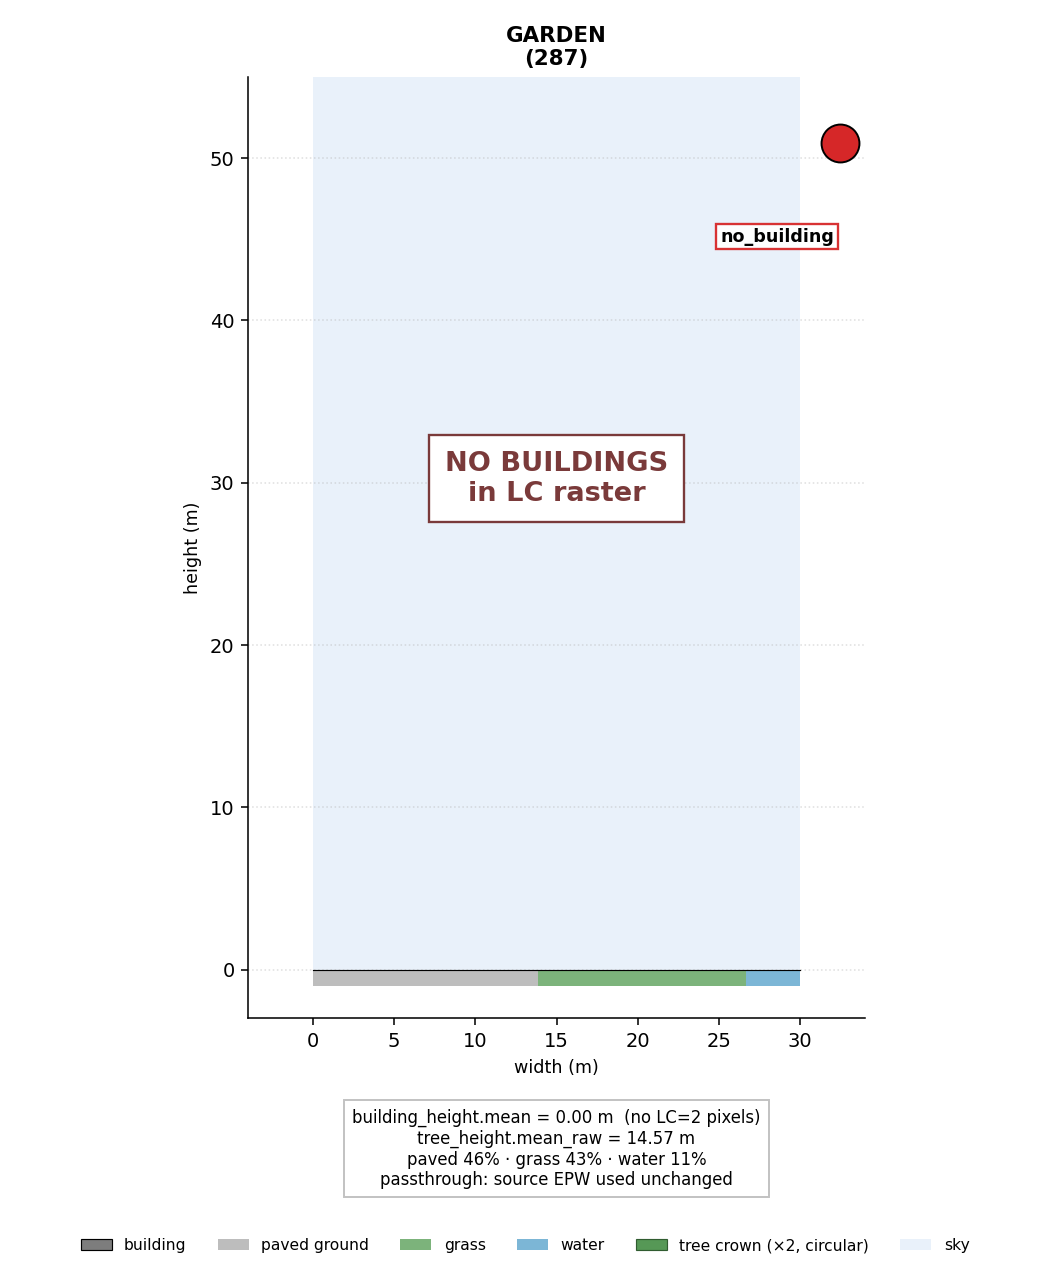 GARDEN
(287)
50
no_building
40
NO BUILDINGS
in LC raster
30
height (m)
20
10
0
0 5 10 15 20 25 30
width (m)
building_height.mean = 0.00 m (no LC=2 pixels)
tree_height.mean_raw = 14.57 m
paved 46% · grass 43% · water 11%
passthrough: source EPW used unchanged
building paved ground grass water tree crown (×2, circular) sky